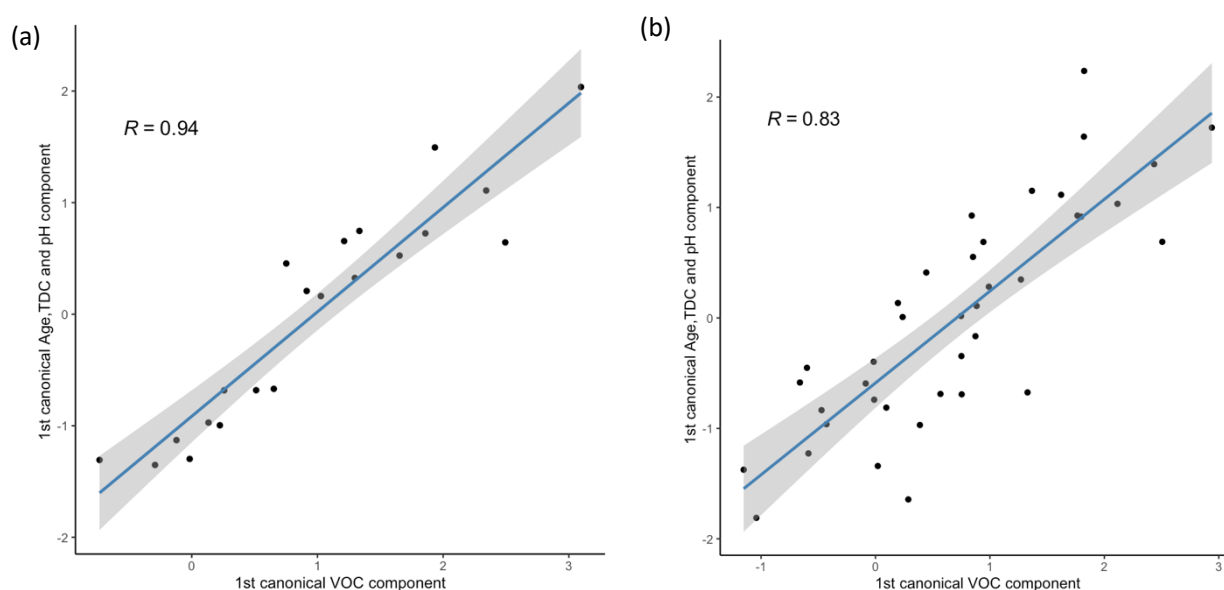 (a)
R = 0.94
2
1
0
-1
-2
0
1
2
3
1st canonical VOC component
1st canonical Age,TDC and pH component
(b)
R = 0.83
2
1
0
-1
-2
-1
0
1
2
3
1st canonical VOC component
1st canonical Age,TDC and pH component